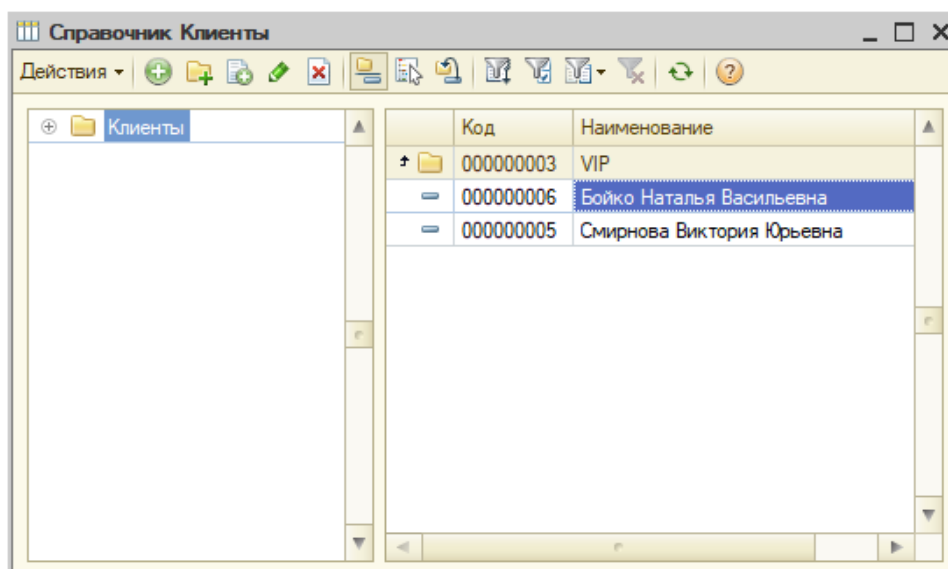 Справочник Клиенты
Действия
Клиенты
Код Наименование
000000003 VIP
000000006 Бойко Наталья Васильевна
000000005 Смирнова Виктория Юрьевна